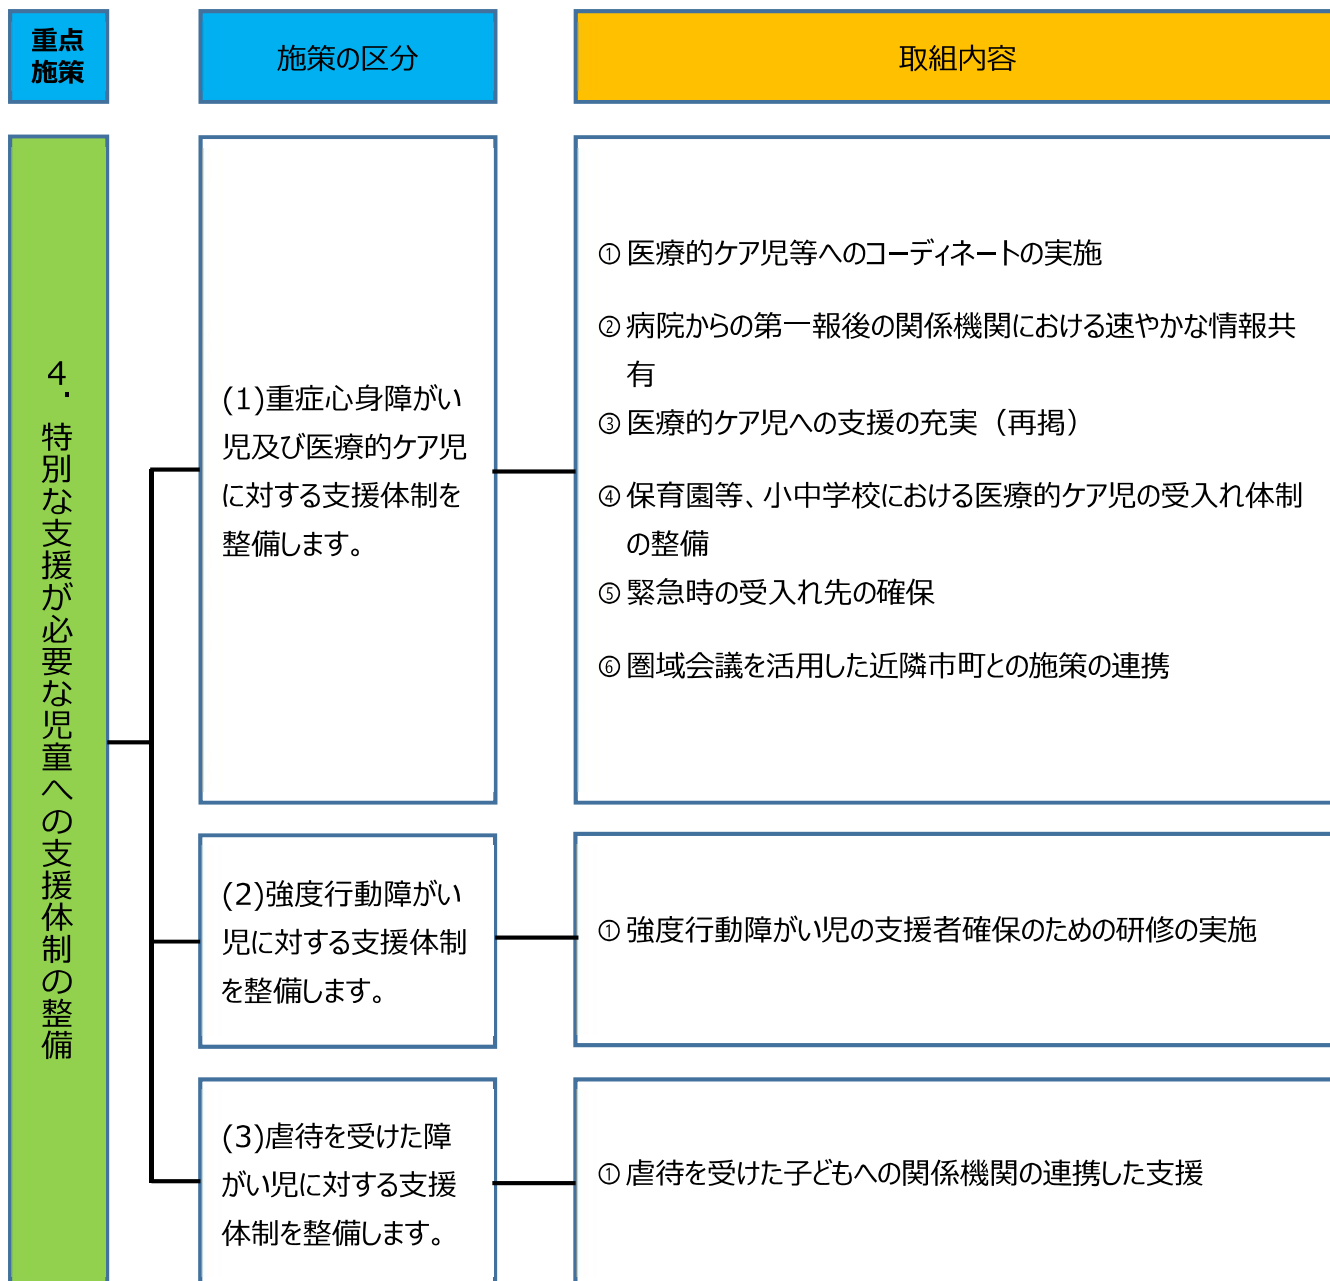 重点
施策
施策の区分
取組内容
4．特別な支援が必要な児童への支援体制の整備
(1)重症心身障がい
児及び医療的ケア児
に対する支援体制を
整備します。
① 医療的ケア児等へのコーディネートの実施
② 病院からの第一報後の関係機関における速やかな情報共
有
③ 医療的ケア児への支援の充実（再掲）
④ 保育園等、小中学校における医療的ケア児の受入れ体制
の整備
⑤ 緊急時の受入れ先の確保
⑥ 圏域会議を活用した近隣市町との施策の連携
(2)強度行動障がい
児に対する支援体制
を整備します。
① 強度行動障がい児の支援者確保のための研修の実施
(3)虐待を受けた障
がい児に対する支援
体制を整備します。
① 虐待を受けた子どもへの関係機関の連携した支援